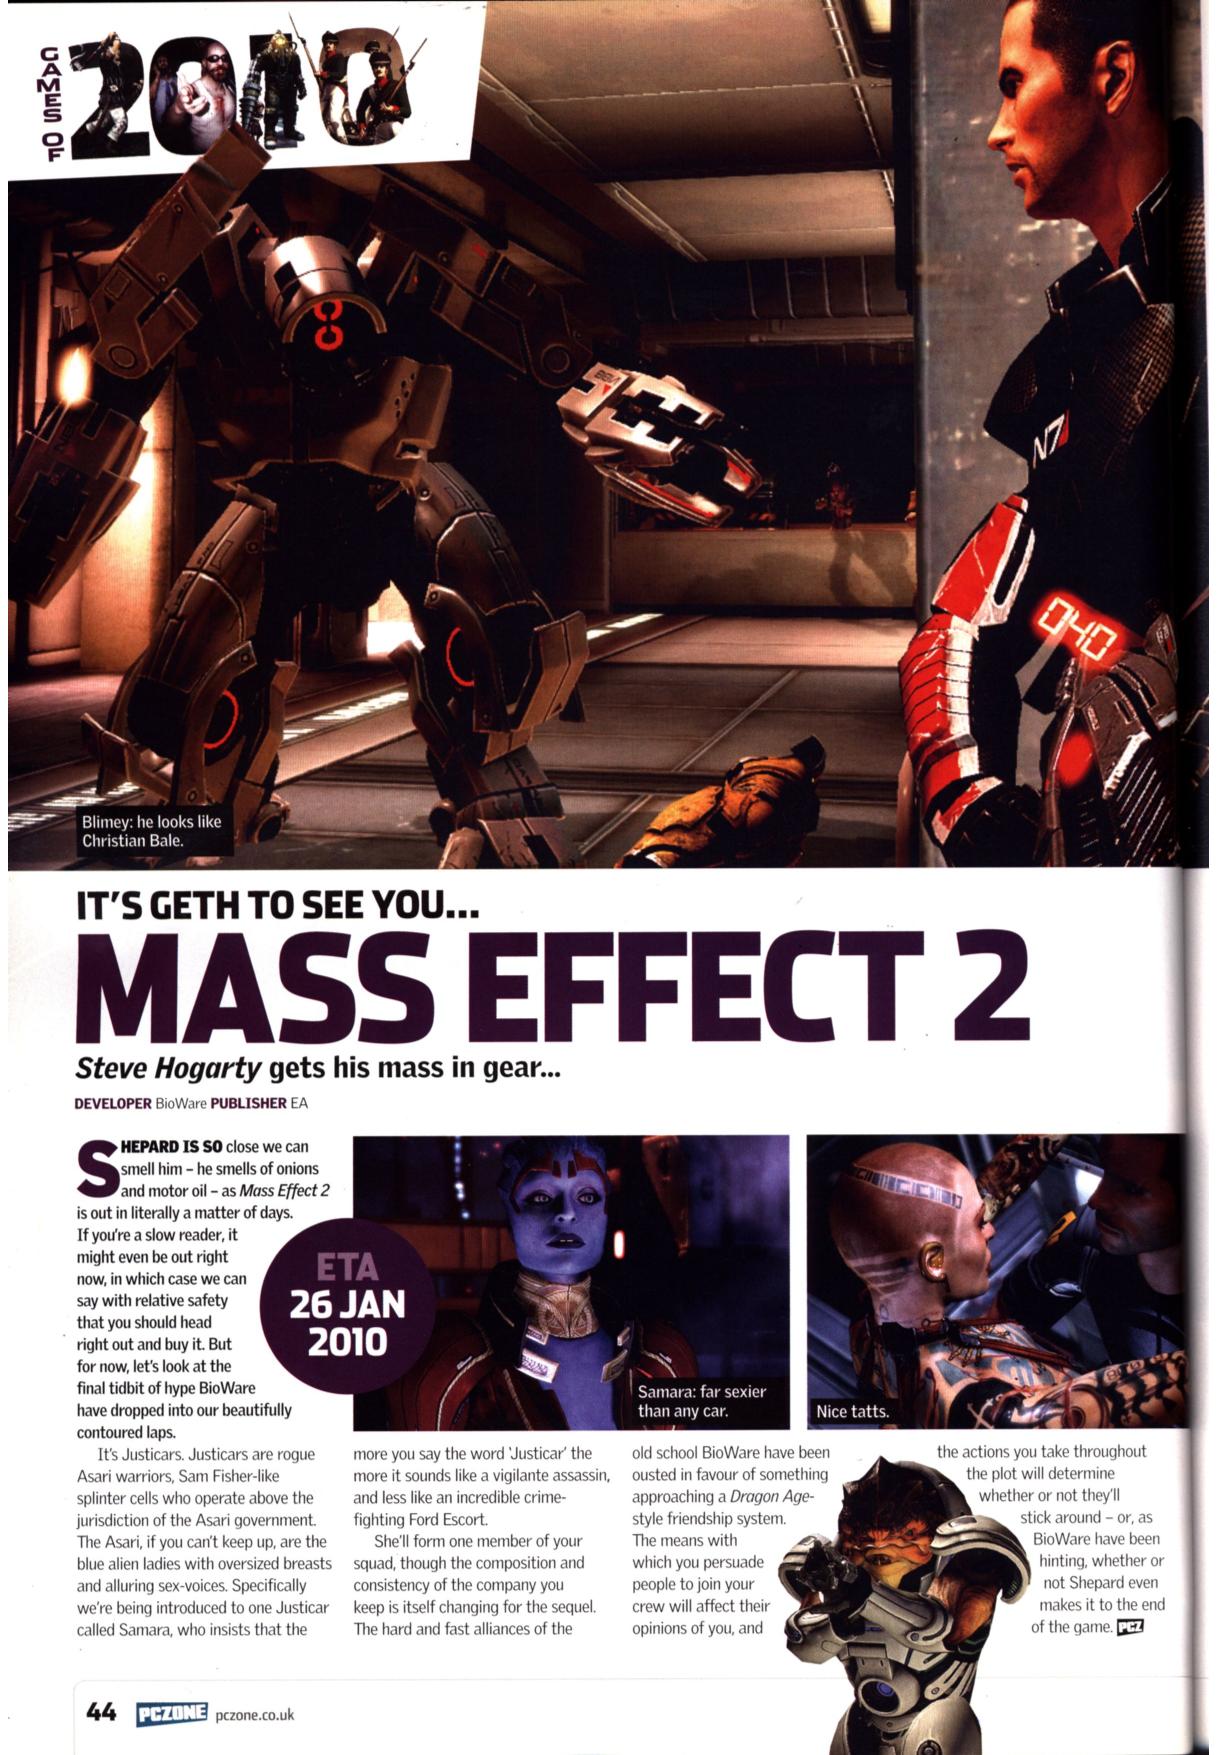 GAMES OF
2010
N7
040
Blimey: he looks like
Christian Bale.
IT'S GETH TO SEE YOU...
MASS EFFECT 2
Steve Hogarty gets his mass in gear...
DEVELOPER BioWare PUBLISHER EA
SHEPARD IS SO close we can
smell him – he smells of onions
and motor oil – as Mass Effect 2
is out in literally a matter of days.
If you're a slow reader, it
might even be out right
now, in which case we can
say with relative safety
that you should head
right out and buy it. But
for now, let's look at the
final tidbit of hype BioWare
have dropped into our beautifully
contoured laps.
It's Justicars. Justicars are rogue
Asari warriors, Sam Fisher-like
splinter cells who operate above the
jurisdiction of the Asari government.
The Asari, if you can't keep up, are the
blue alien ladies with oversized breasts
and alluring sex-voices. Specifically
we're being introduced to one Justicar
called Samara, who insists that the
ETA
26 JAN
2010
Samara: far sexier
than any car.
Nice tatts.
more you say the word 'Justicar' the
more it sounds like a vigilante assassin,
and less like an incredible crime-
fighting Ford Escort.
She'll form one member of your
squad, though the composition and
consistency of the company you
keep is itself changing for the sequel.
The hard and fast alliances of the
old school BioWare have been
ousted in favour of something
approaching a Dragon Age-
style friendship system.
The means with
which you persuade
people to join your
crew will affect their
opinions of you, and
the actions you take throughout
the plot will determine
whether or not they'll
stick around – or, as
BioWare have been
hinting, whether or
not Shepard even
makes it to the end
of the game. PCZ
44 PCZONE pczone.co.uk